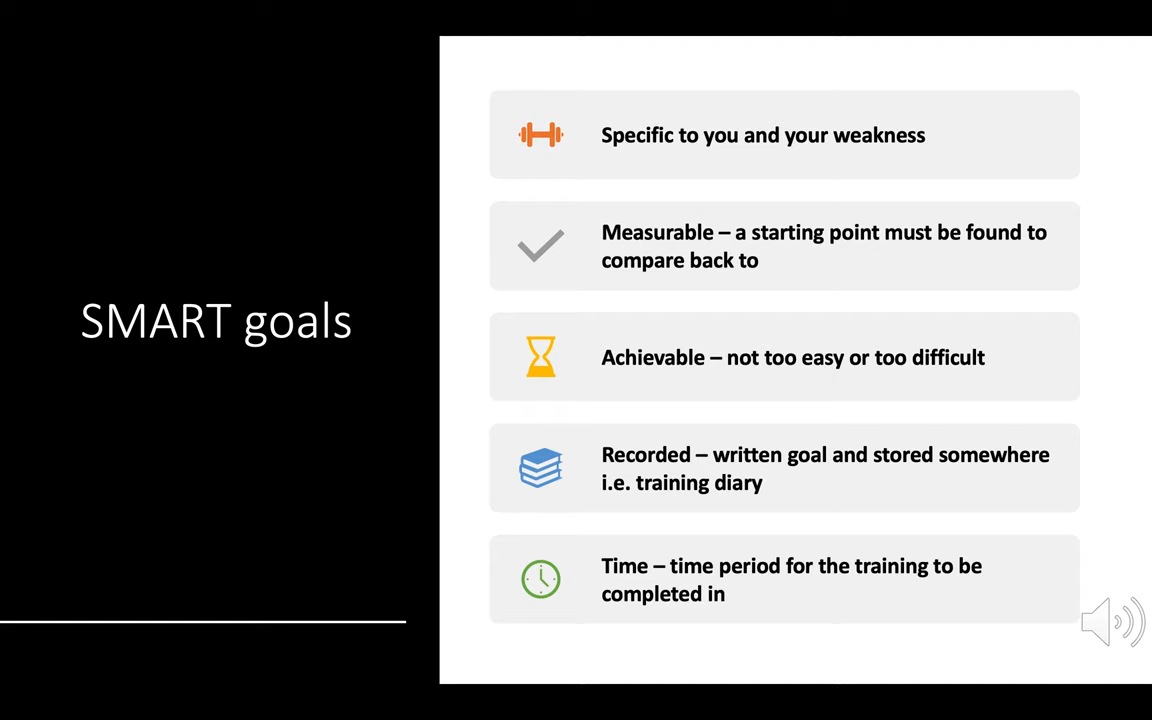 SMART goals
Specific to you and your weakness
Measurable – a starting point must be found to
compare back to
Achievable – not too easy or too difficult
Recorded – written goal and stored somewhere
i.e. training diary
Time – time period for the training to be
completed in